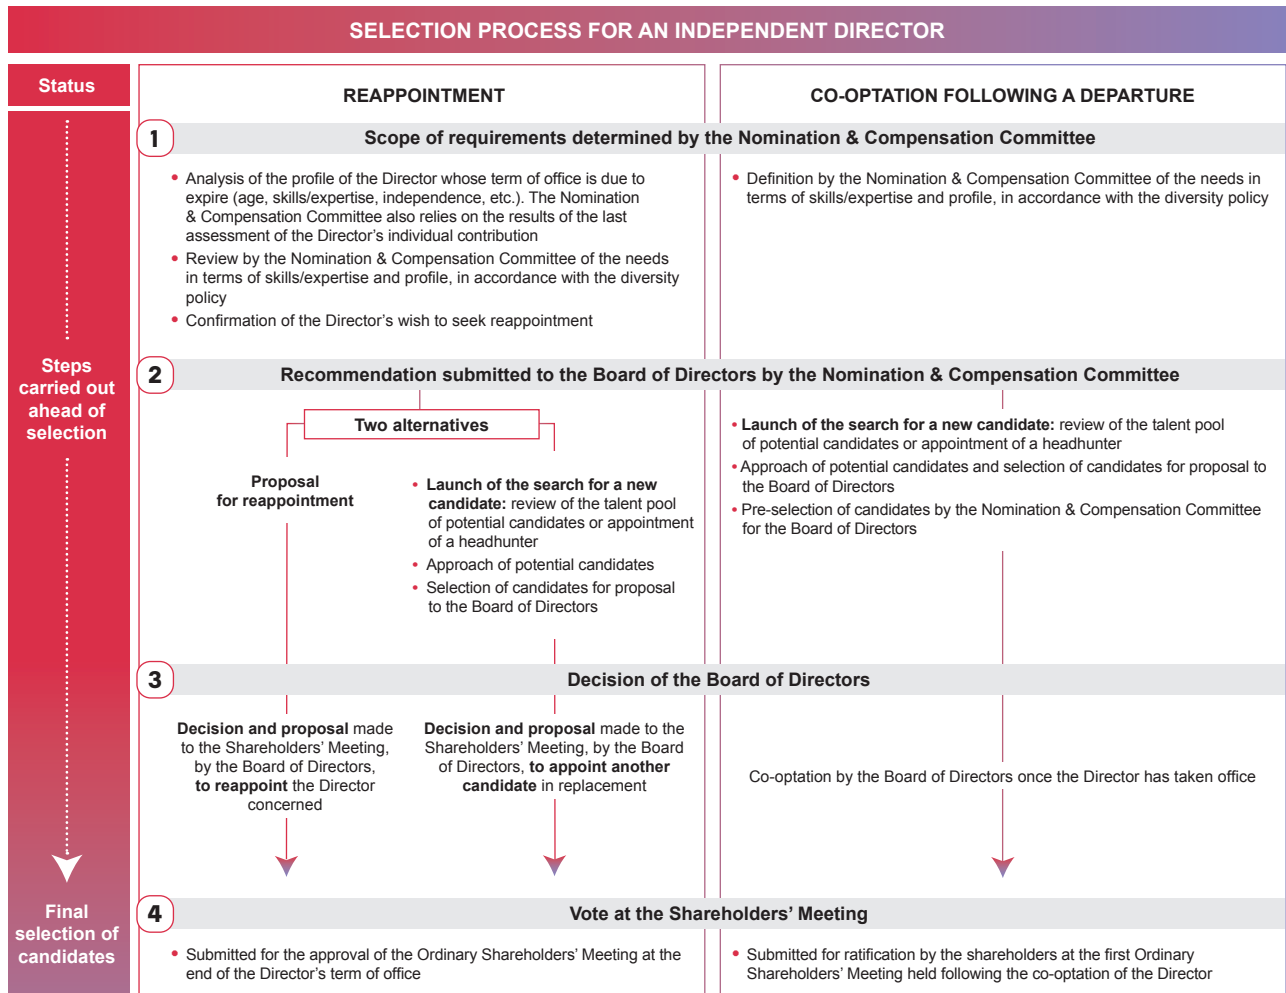 SELECTION PROCESS FOR AN INDEPENDENT DIRECTOR
Status
REAPPOINTMENT
CO-OPTATION FOLLOWING A DEPARTURE
1
Scope of requirements determined by the Nomination & Compensation Committee
• Analysis of the profile of the Director whose term of office is due to
expire (age, skills/expertise, independence, etc.). The Nomination
& Compensation Committee also relies on the results of the last
assessment of the Director's individual contribution
• Review by the Nomination & Compensation Committee of the needs
in terms of skills/expertise and profile, in accordance with the diversity
policy
• Confirmation of the Director's wish to seek reappointment
• Definition by the Nomination & Compensation Committee of the needs in
terms of skills/expertise and profile, in accordance with the diversity policy
Steps
carried out
ahead of
selection
2
Recommendation submitted to the Board of Directors by the Nomination & Compensation Committee
Two alternatives
Proposal
for reappointment
• Launch of the search for a new
candidate: review of the talent pool
of potential candidates or appointment
of a headhunter
• Approach of potential candidates
• Selection of candidates for proposal
to the Board of Directors
• Launch of the search for a new candidate: review of the talent pool
of potential candidates or appointment of a headhunter
• Approach of potential candidates and selection of candidates for proposal to
the Board of Directors
• Pre-selection of candidates by the Nomination & Compensation Committee
for the Board of Directors
3
Decision of the Board of Directors
Decision and proposal made
to the Shareholders' Meeting,
by the Board of Directors,
to reappoint the Director
concerned
Decision and proposal made to the
Shareholders' Meeting, by the Board
of Directors, to appoint another
candidate in replacement
Co-optation by the Board of Directors once the Director has taken office
Final
selection of
candidates
4
Vote at the Shareholders' Meeting
• Submitted for the approval of the Ordinary Shareholders' Meeting at the
end of the Director's term of office
• Submitted for ratification by the shareholders at the first Ordinary
Shareholders' Meeting held following the co-optation of the Director